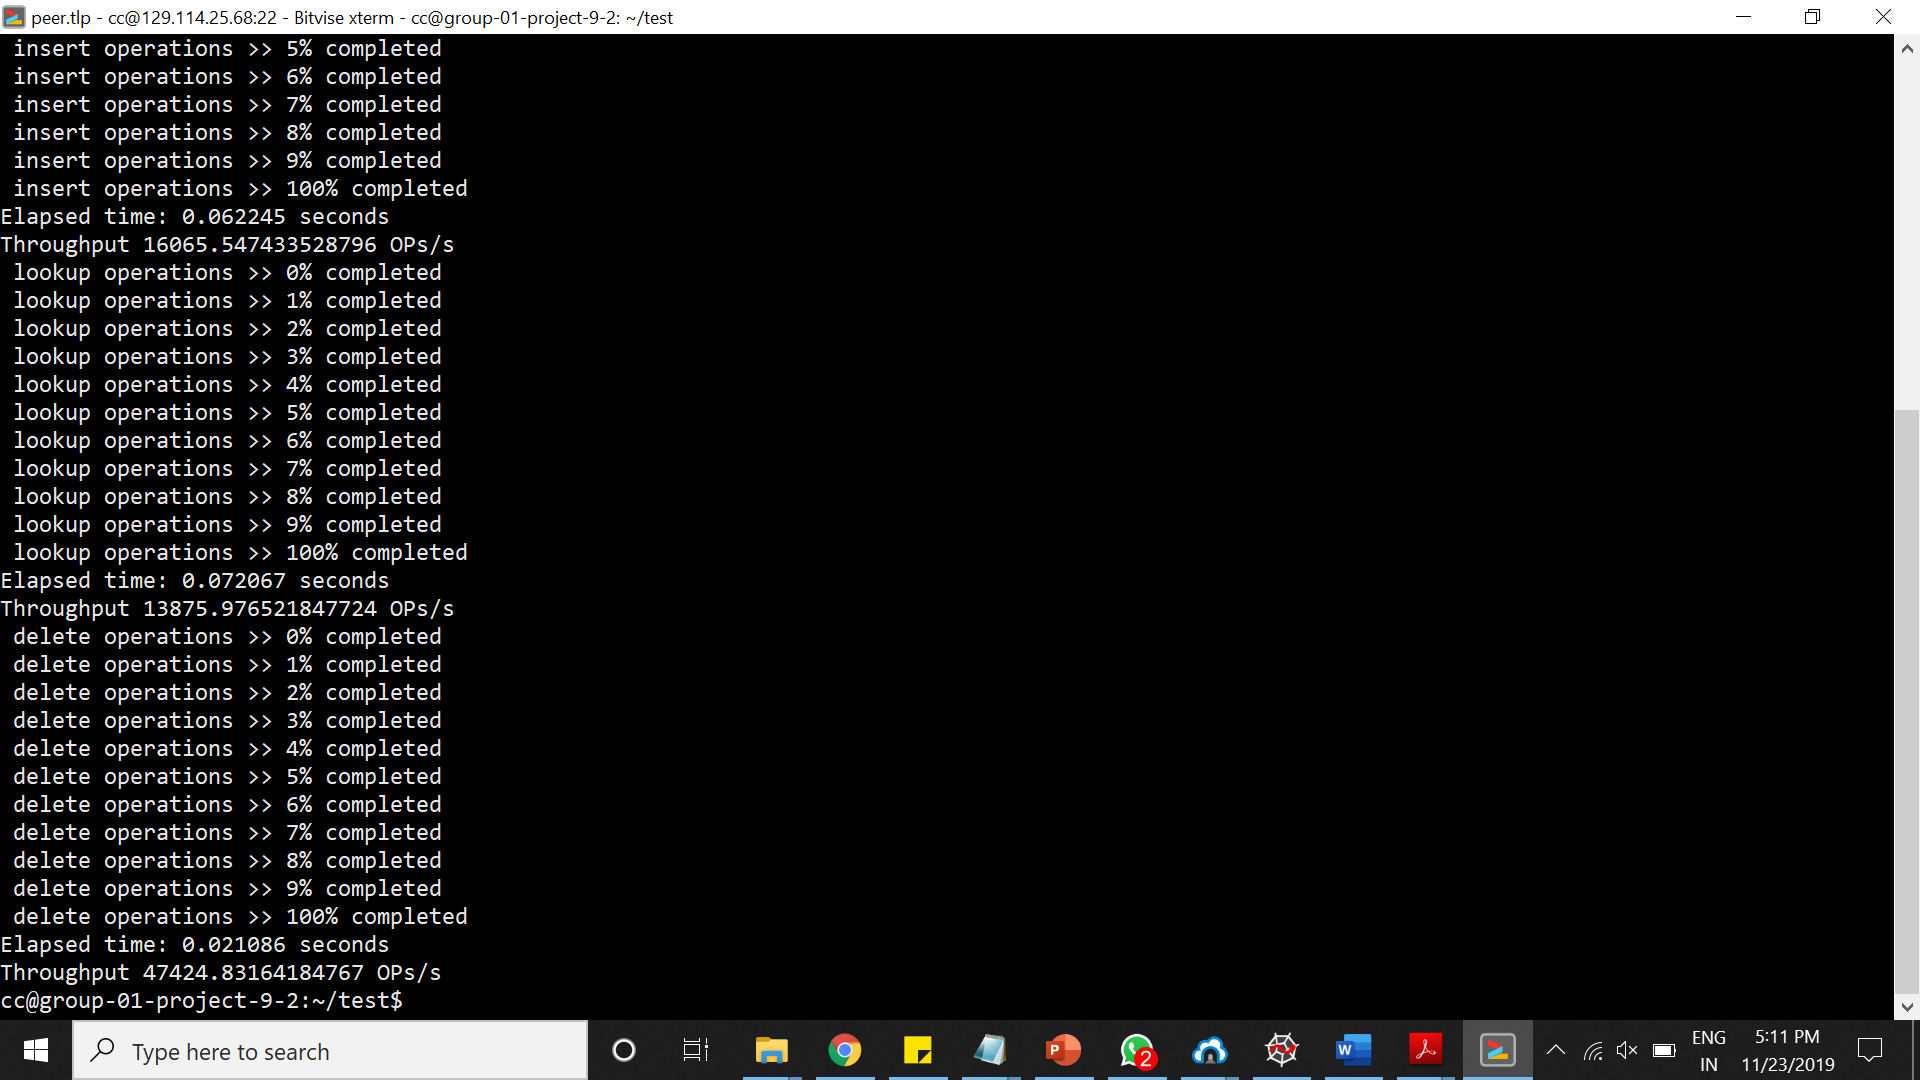 peer.tlp - cc@129.114.25.68:22 - Bitvise xterm - cc@group-01-project-9-2: ~/test
insert operations >> 5% completed
insert operations >> 6% completed
insert operations >> 7% completed
insert operations >> 8% completed
insert operations >> 9% completed
insert operations >> 100% completed
Elapsed time: 0.062245 seconds
Throughput 16065.547433528796 OPs/s
lookup operations >> 0% completed
lookup operations >> 1% completed
lookup operations >> 2% completed
lookup operations >> 3% completed
lookup operations >> 4% completed
lookup operations >> 5% completed
lookup operations >> 6% completed
lookup operations >> 7% completed
lookup operations >> 8% completed
lookup operations >> 9% completed
lookup operations >> 100% completed
Elapsed time: 0.072067 seconds
Throughput 13875.976521847724 OPs/s
delete operations >> 0% completed
delete operations >> 1% completed
delete operations >> 2% completed
delete operations >> 3% completed
delete operations >> 4% completed
delete operations >> 5% completed
delete operations >> 6% completed
delete operations >> 7% completed
delete operations >> 8% completed
delete operations >> 9% completed
delete operations >> 100% completed
Elapsed time: 0.021086 seconds
Throughput 47424.83164184767 OPs/s
cc@group-01-project-9-2:~/test$
Type here to search
P
2
W
ENG
IN
5:11 PM
11/23/2019